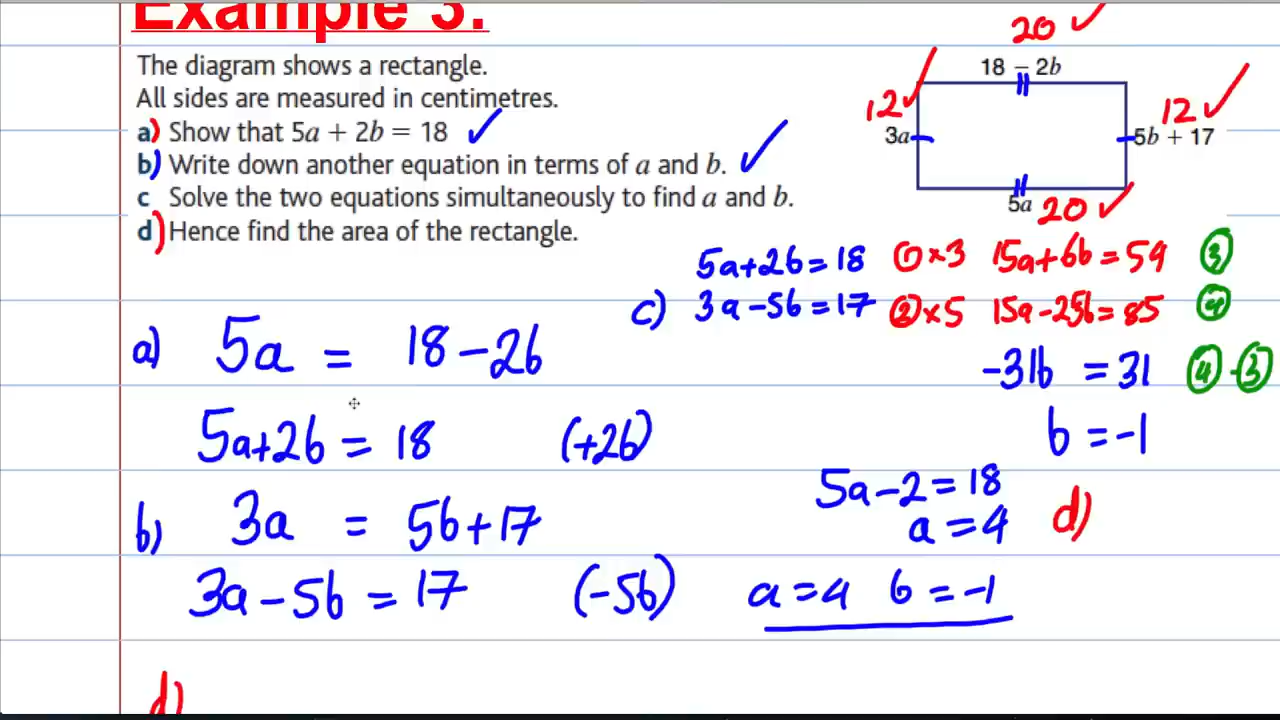 Example 3.
The diagram shows a rectangle.
All sides are measured in centimetres.
a) Show that 5a + 2b = 18
b) Write down another equation in terms of a and b.
c Solve the two equations simultaneously to find a and b.
d) Hence find the area of the rectangle.
20
18 – 2b
12
3a
12
5b + 17
5a
20
5a+2b=18 ①×3 15a+6b=54 ③
c) 3a-5b=17 ②×5 15a-25b=85 ④
-31b = 31 ④-③
b = -1
5a-2=18
a=4
a=4 b=-1
d)
a) 5a = 18-2b
5a+2b = 18 (+2b)
b) 3a = 5b+17
3a-5b = 17 (-5b)
d)